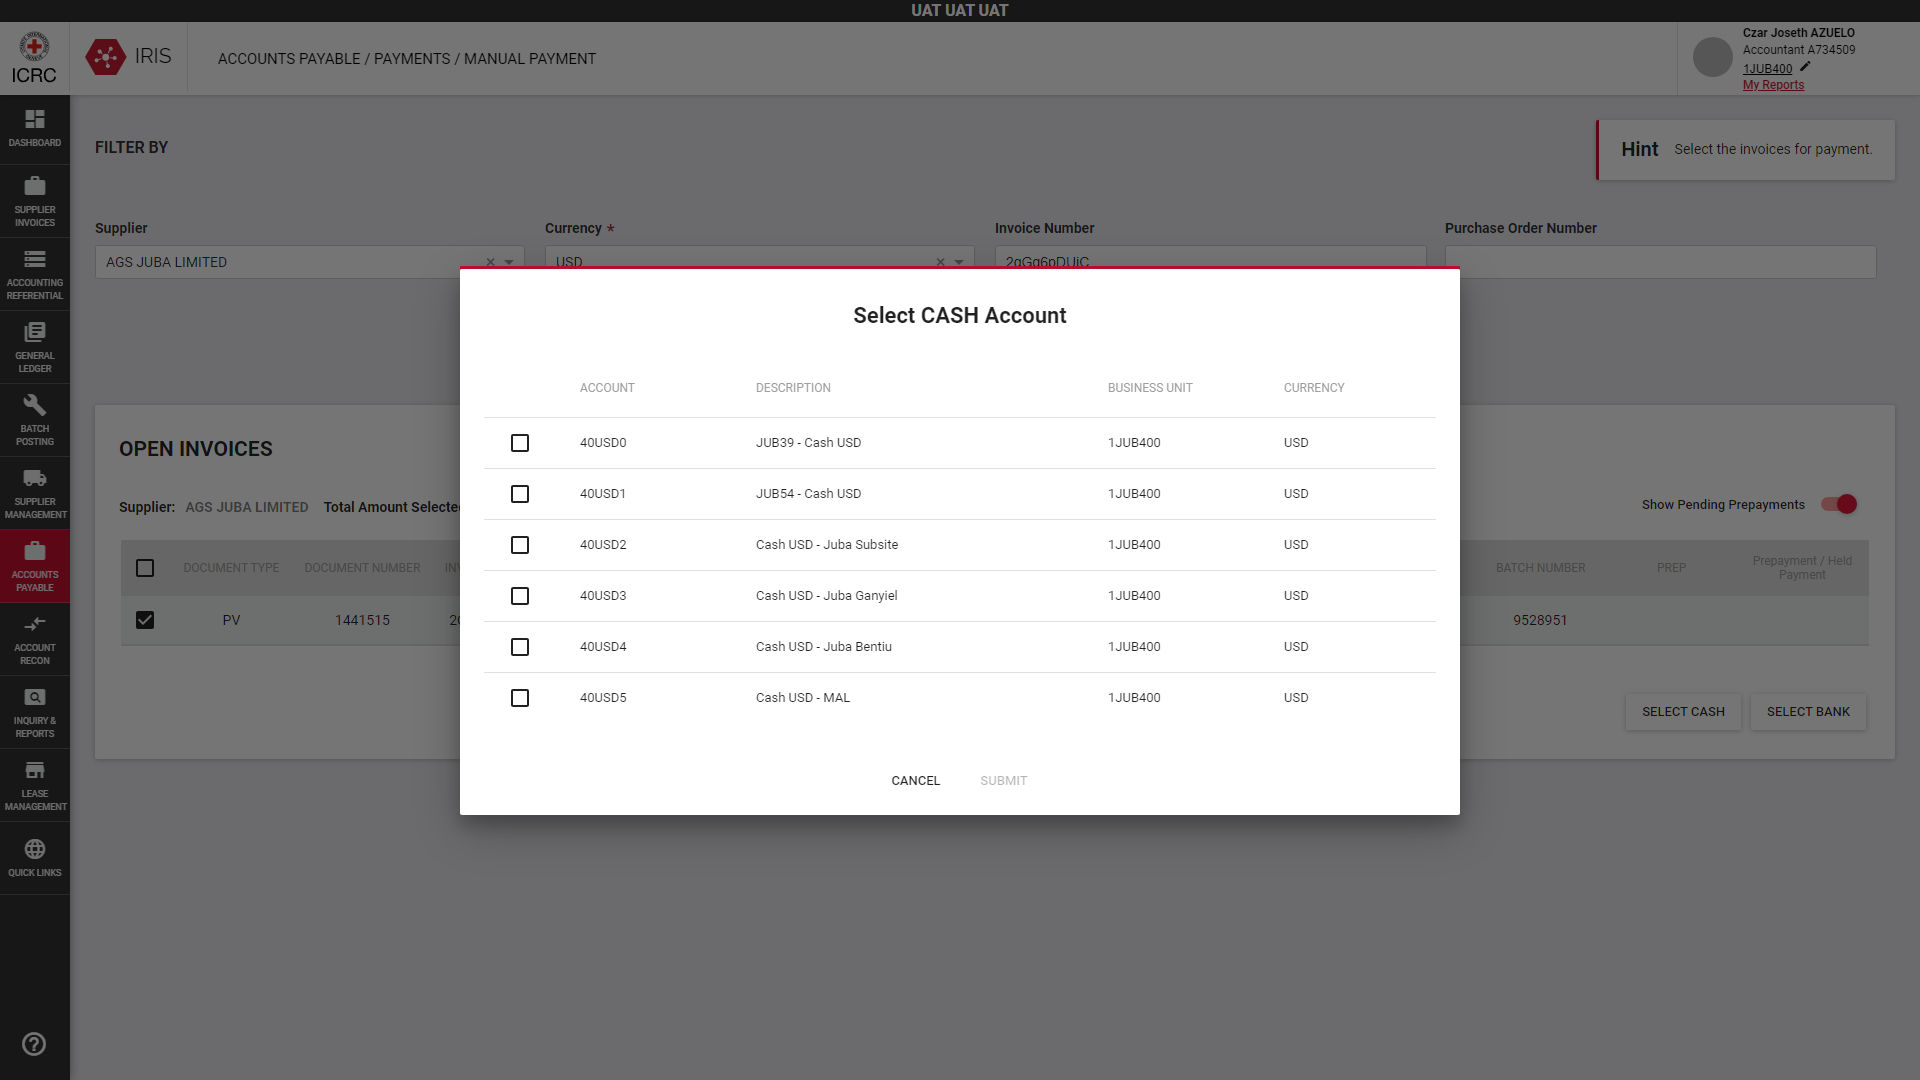 UAT UAT UAT
ICRC
IRIS
ACCOUNTS PAYABLE / PAYMENTS / MANUAL PAYMENT
Czar Joseth AZUELO
Accountant A734509
1JUB400
My Reports
DASHBOARD
SUPPLIER
INVOICES
ACCOUNTING
REFERENTIAL
GENERAL
LEDGER
BATCH
POSTING
SUPPLIER
MANAGEMENT
ACCOUNTS
PAYABLE
ACCOUNT
RECON
INQUIRY &
REPORTS
LEASE
MANAGEMENT
QUICK LINKS
FILTER BY
Hint Select the invoices for payment.
Supplier Currency * Invoice Number Purchase Order Number
AGS JUBA LIMITED USD
OPEN INVOICES
Supplier: AGS JUBA LIMITED Total Amount Selected
Show Pending Prepayments
DOCUMENT TYPE DOCUMENT NUMBER BATCH NUMBER PREP Prepayment / Held
Payment
PV 1441515 9528951
SELECT CASH SELECT BANK
Select CASH Account
ACCOUNT DESCRIPTION BUSINESS UNIT CURRENCY
40USD0 JUB39 - Cash USD 1JUB400 USD
40USD1 JUB54 - Cash USD 1JUB400 USD
40USD2 Cash USD - Juba Subsite 1JUB400 USD
40USD3 Cash USD - Juba Ganyiel 1JUB400 USD
40USD4 Cash USD - Juba Bentiu 1JUB400 USD
40USD5 Cash USD - MAL 1JUB400 USD
CANCEL SUBMIT